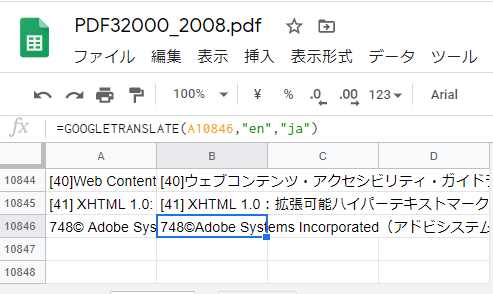 PDF32000_2008.pdf
ファイル 編集 表示 挿入 表示形式 データ ツール
100% ¥ % .0 .00 123 Arial
fx =GOOGLETRANSLATE(A10846,"en","ja")
A B C D
10844 [40]Web Content [40]ウェブコンテンツ・アクセシビリティ・ガイドラ
10845 [41] XHTML 1.0: [41] XHTML 1.0：拡張可能ハイパーテキストマーク
10846 748© Adobe Sys 748©Adobe Systems Incorporated（アドビシステム
10847
10848